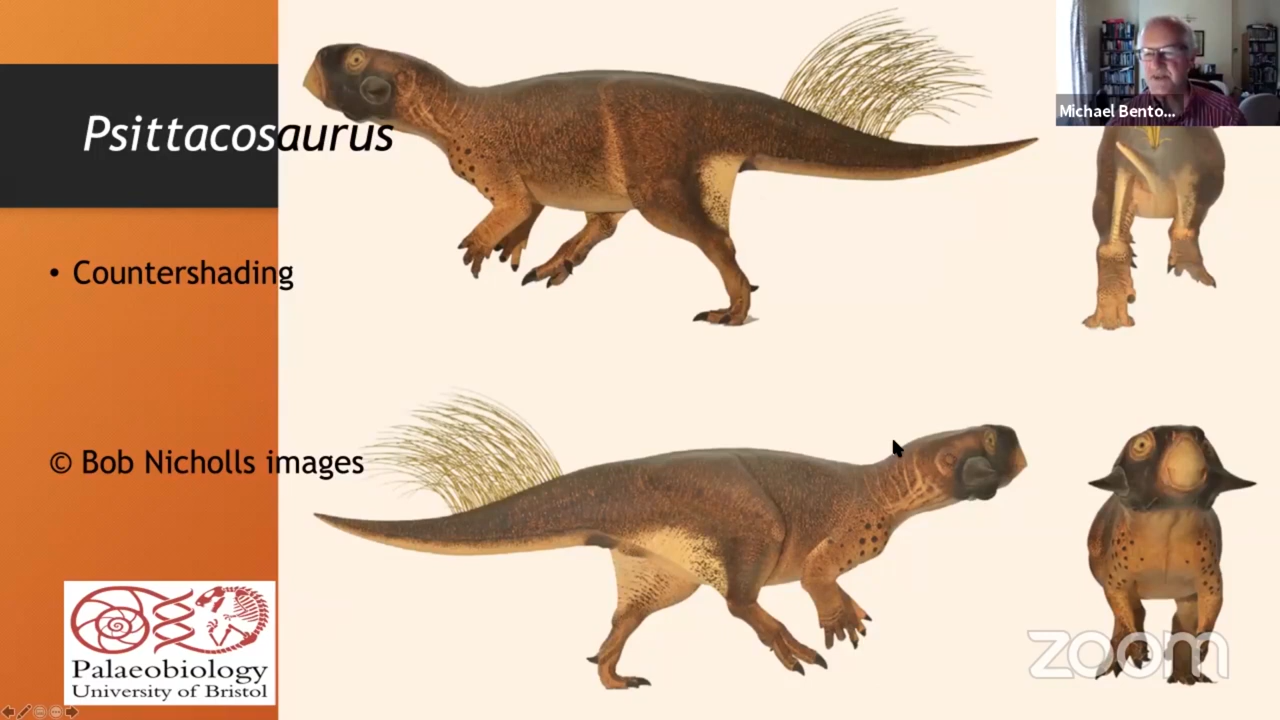 Psittacosaurus
• Countershading
© Bob Nicholls images
Palaeobiology
University of Bristol
Michael Bento...
zoom